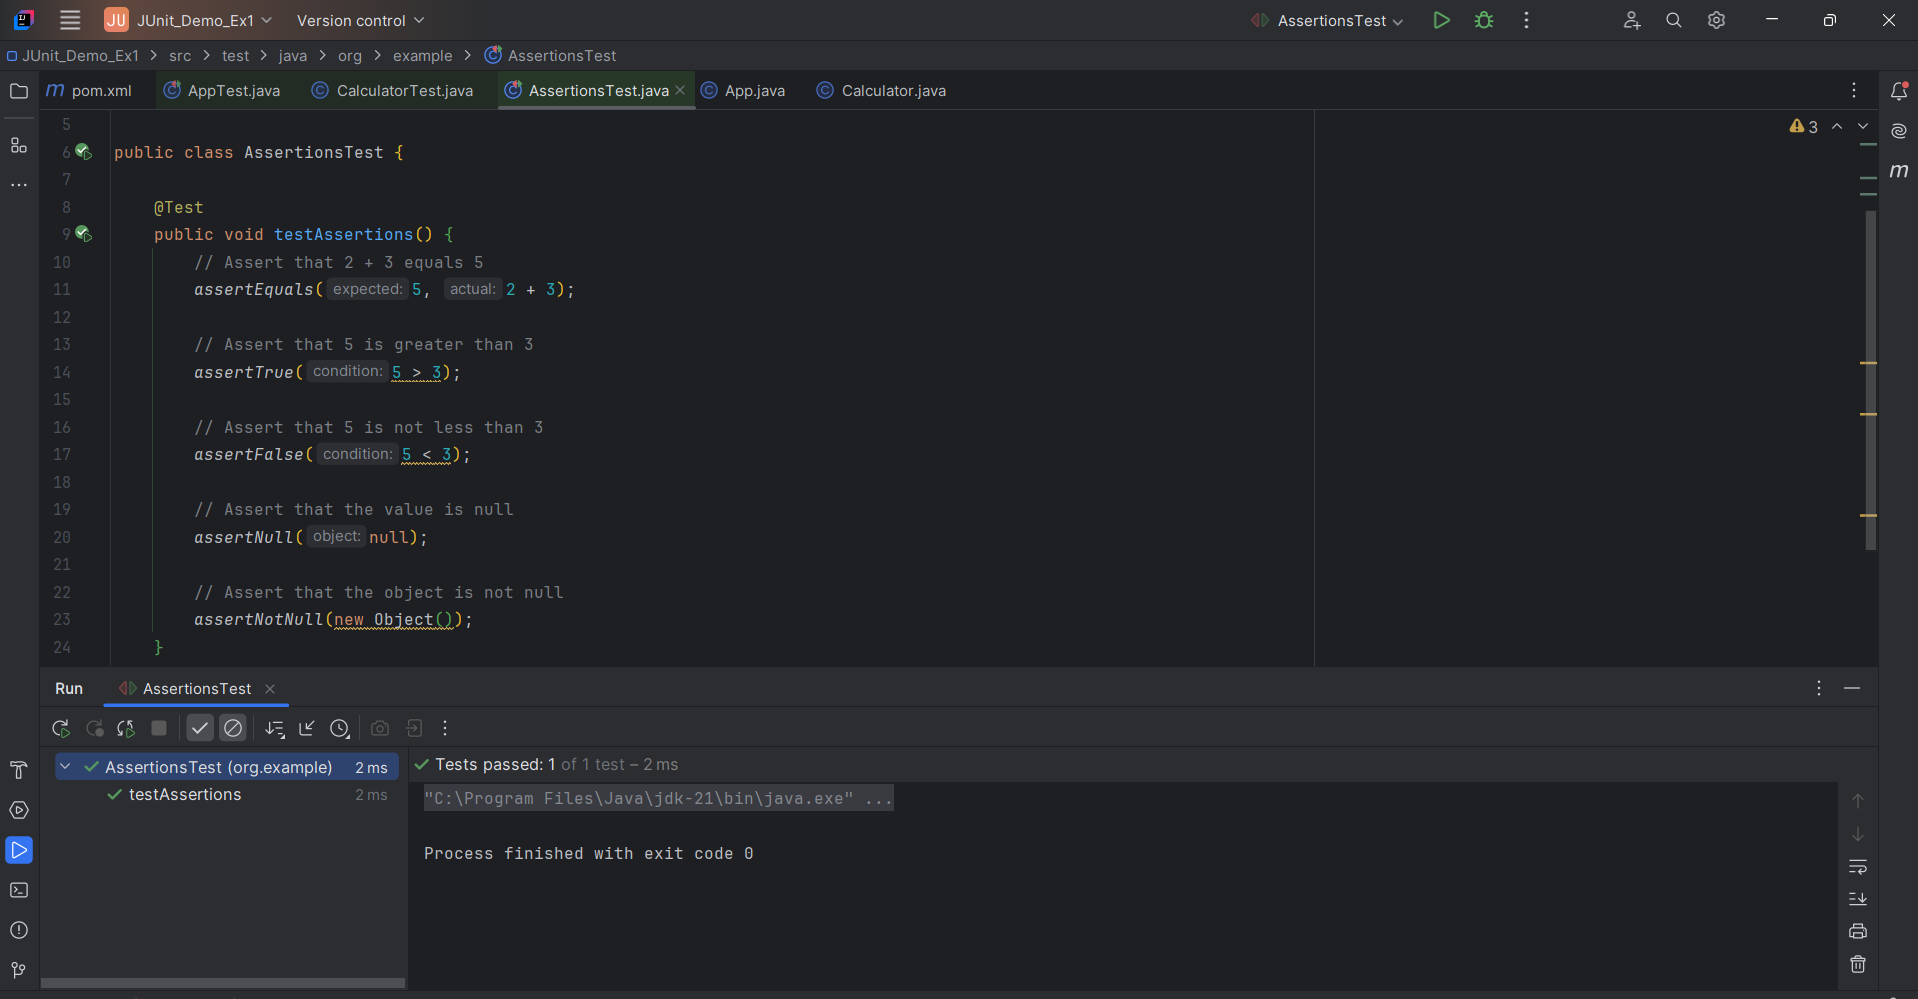 JU JUnit_Demo_Ex1 Version control AssertionsTest
JUnit_Demo_Ex1 > src > test > java > org > example > AssertionsTest
m pom.xml AppTest.java CalculatorTest.java AssertionsTest.java App.java Calculator.java
5
3
6 public class AssertionsTest {
7
8 @Test
9 public void testAssertions() {
10 // Assert that 2 + 3 equals 5
11 assertEquals( expected: 5, actual: 2 + 3);
12
13 // Assert that 5 is greater than 3
14 assertTrue( condition: 5 > 3);
15
16 // Assert that 5 is not less than 3
17 assertFalse( condition: 5 < 3);
18
19 // Assert that the value is null
20 assertNull( object: null);
21
22 // Assert that the object is not null
23 assertNotNull(new Object());
24 }
Run AssertionsTest
AssertionsTest (org.example) 2 ms
testAssertions 2 ms
Tests passed: 1 of 1 test – 2 ms
"C:\Program Files\Java\jdk-21\bin\java.exe" ...
Process finished with exit code 0